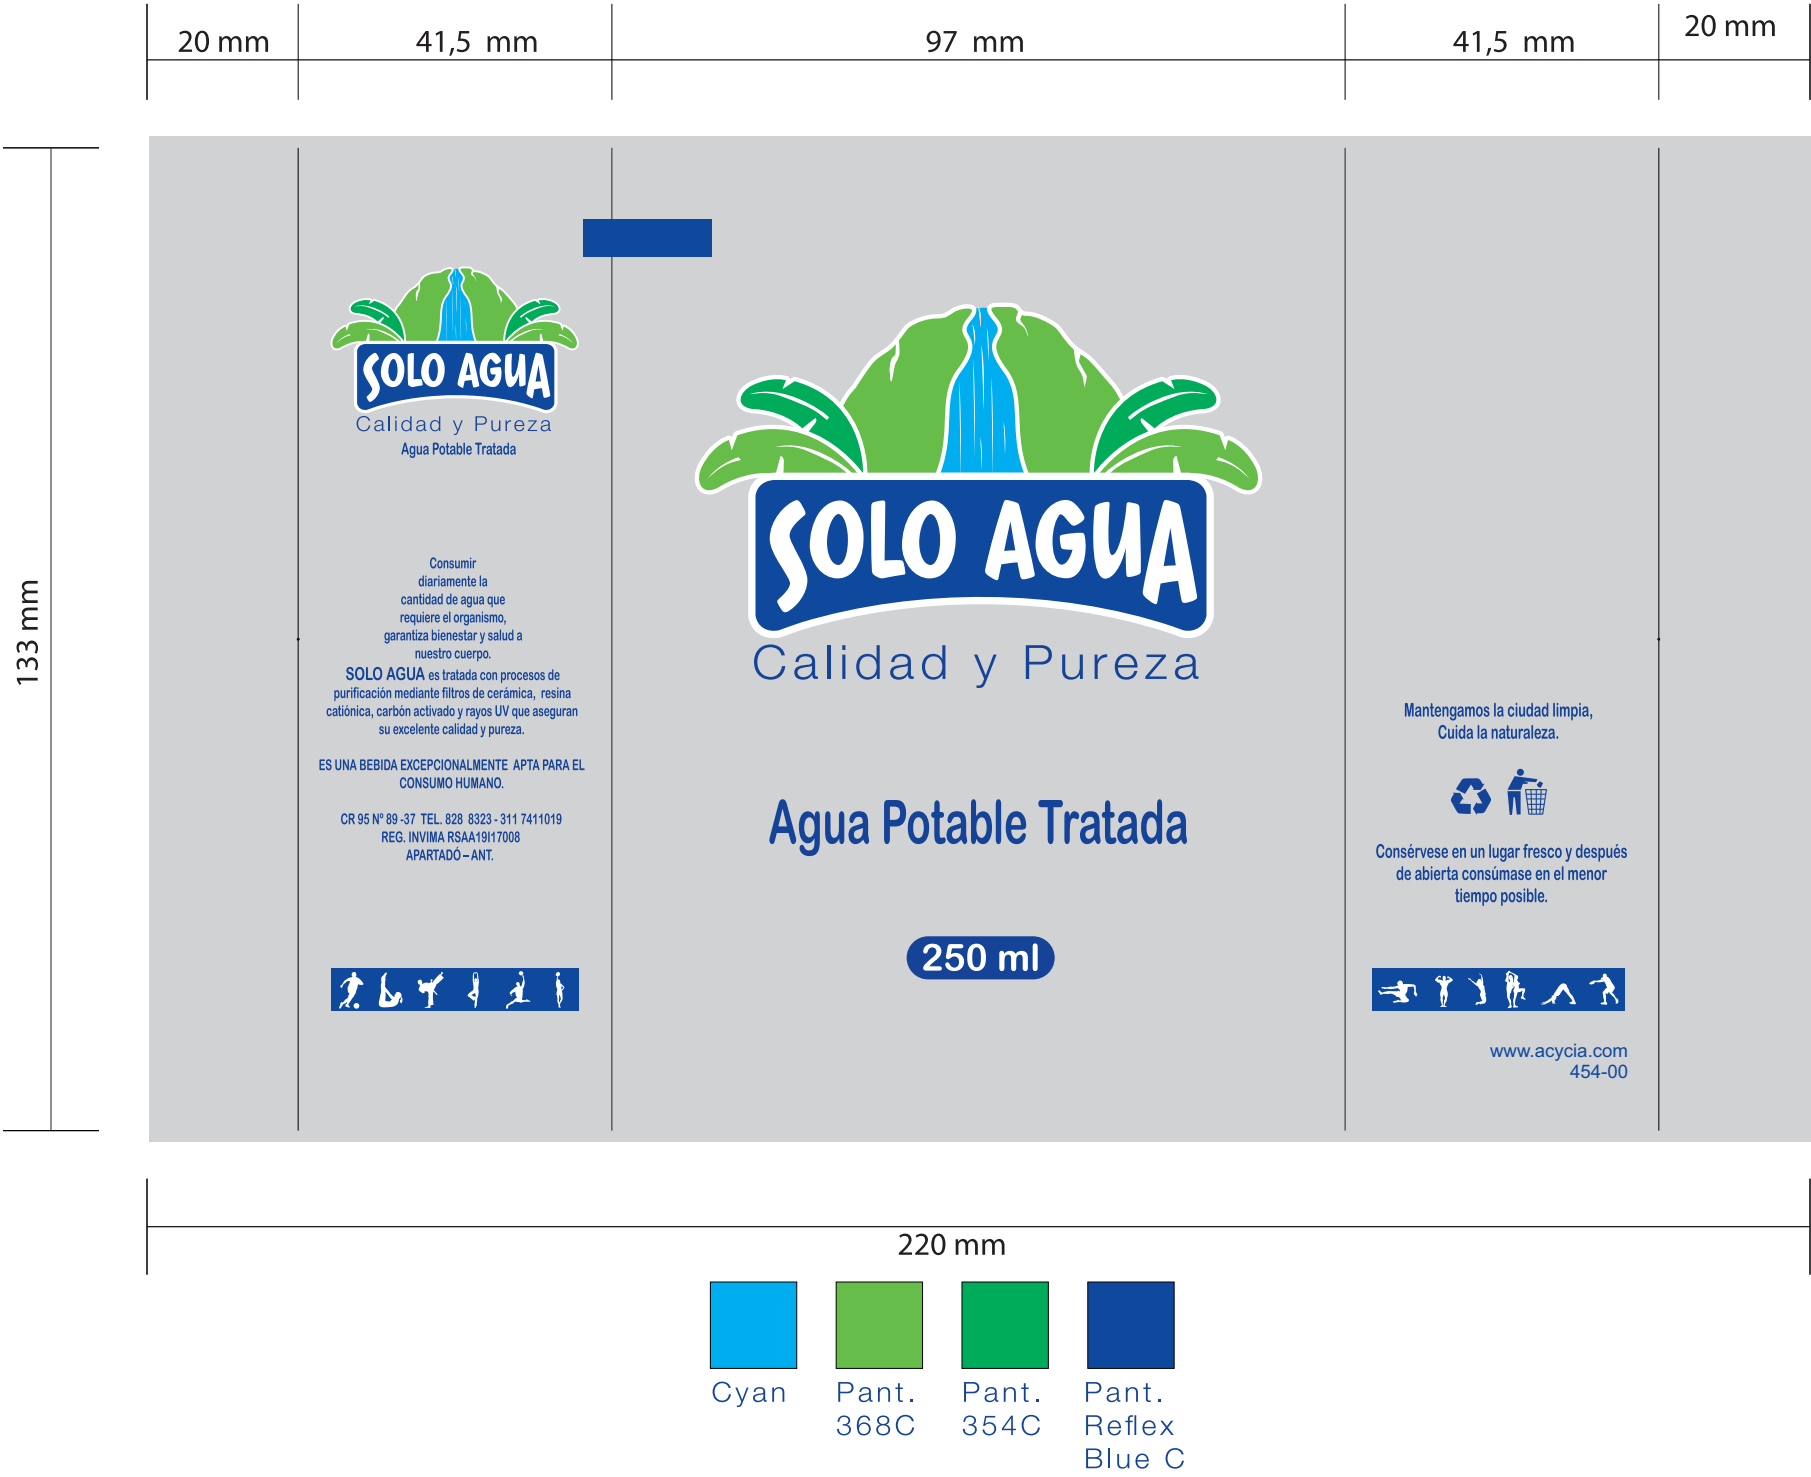 20 mm
41,5 mm
97 mm
41,5 mm
20 mm
133 mm
SOLO AGUA
Calidad y Pureza
Agua Potable Tratada
Consumir
diariamente la
cantidad de agua que
requiere el organismo,
garantiza bienestar y salud a
nuestro cuerpo.
SOLO AGUA es tratada con procesos de
purificación mediante filtros de cerámica, resina
catiónica, carbón activado y rayos UV que aseguran
su excelente calidad y pureza.
ES UNA BEBIDA EXCEPCIONALMENTE APTA PARA EL
CONSUMO HUMANO.
CR 95 Nº 89 -37 TEL. 828 8323 - 311 7411019
REG. INVIMA RSAA19I17008
APARTADÓ – ANT.
SOLO AGUA
Calidad y Pureza
Agua Potable Tratada
250 ml
Mantengamos la ciudad limpia,
Cuida la naturaleza.
Consérvese en un lugar fresco y después
de abierta consúmase en el menor
tiempo posible.
www.acycia.com
454-00
220 mm
Cyan
Pant.
368C
Pant.
354C
Pant.
Reflex
Blue C